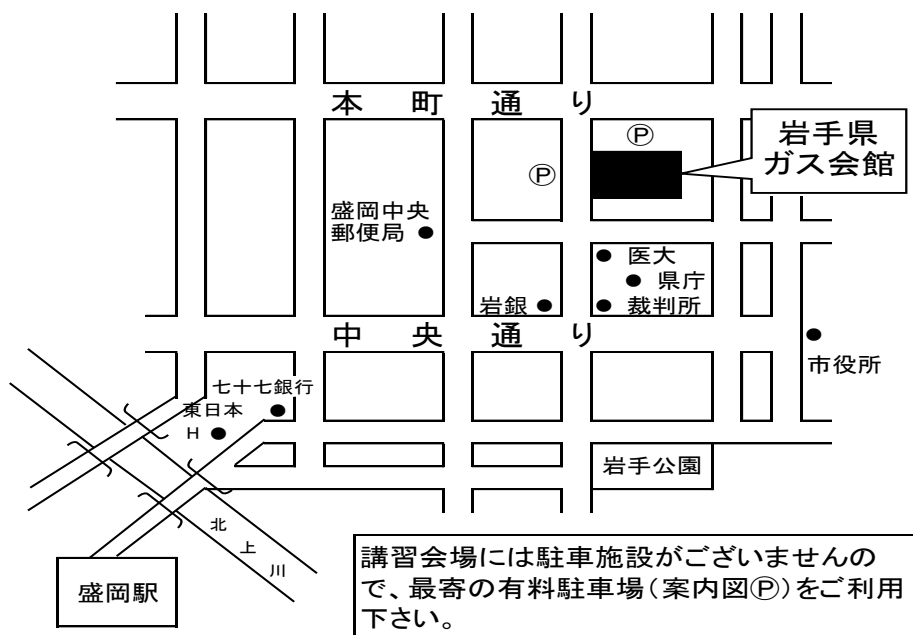 本町通り
Ⓟ
岩手県
ガス会館
Ⓟ
盛岡中央
郵便局
医大
県庁
岩銀
裁判所
中央通り
市役所
七十七銀行
東日本
H
岩手公園
北上川
盛岡駅
講習会場には駐車施設がございませんの
で、最寄の有料駐車場(案内図Ⓟ)をご利用
下さい。